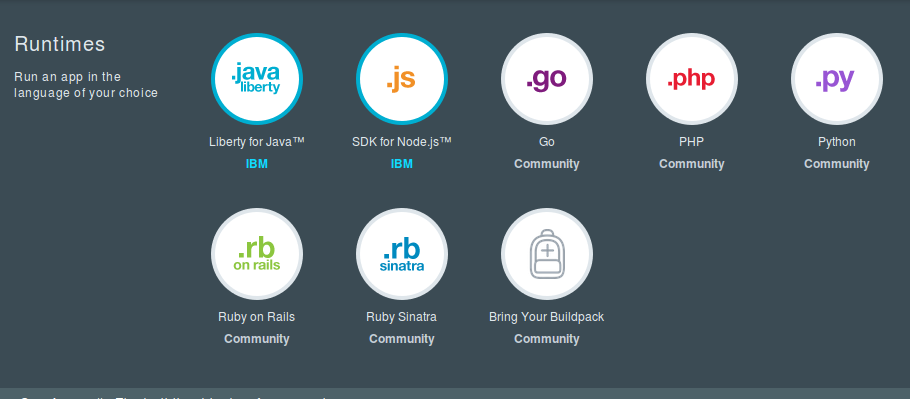 Runtimes
Run an app in the
language of your choice
.java
liberty
Liberty for Java™
IBM
.js
SDK for Node.js™
IBM
.go
Go
Community
.php
PHP
Community
.py
Python
Community
.rb
on rails
Ruby on Rails
Community
.rb
sinatra
Ruby Sinatra
Community
Bring Your Buildpack
Community